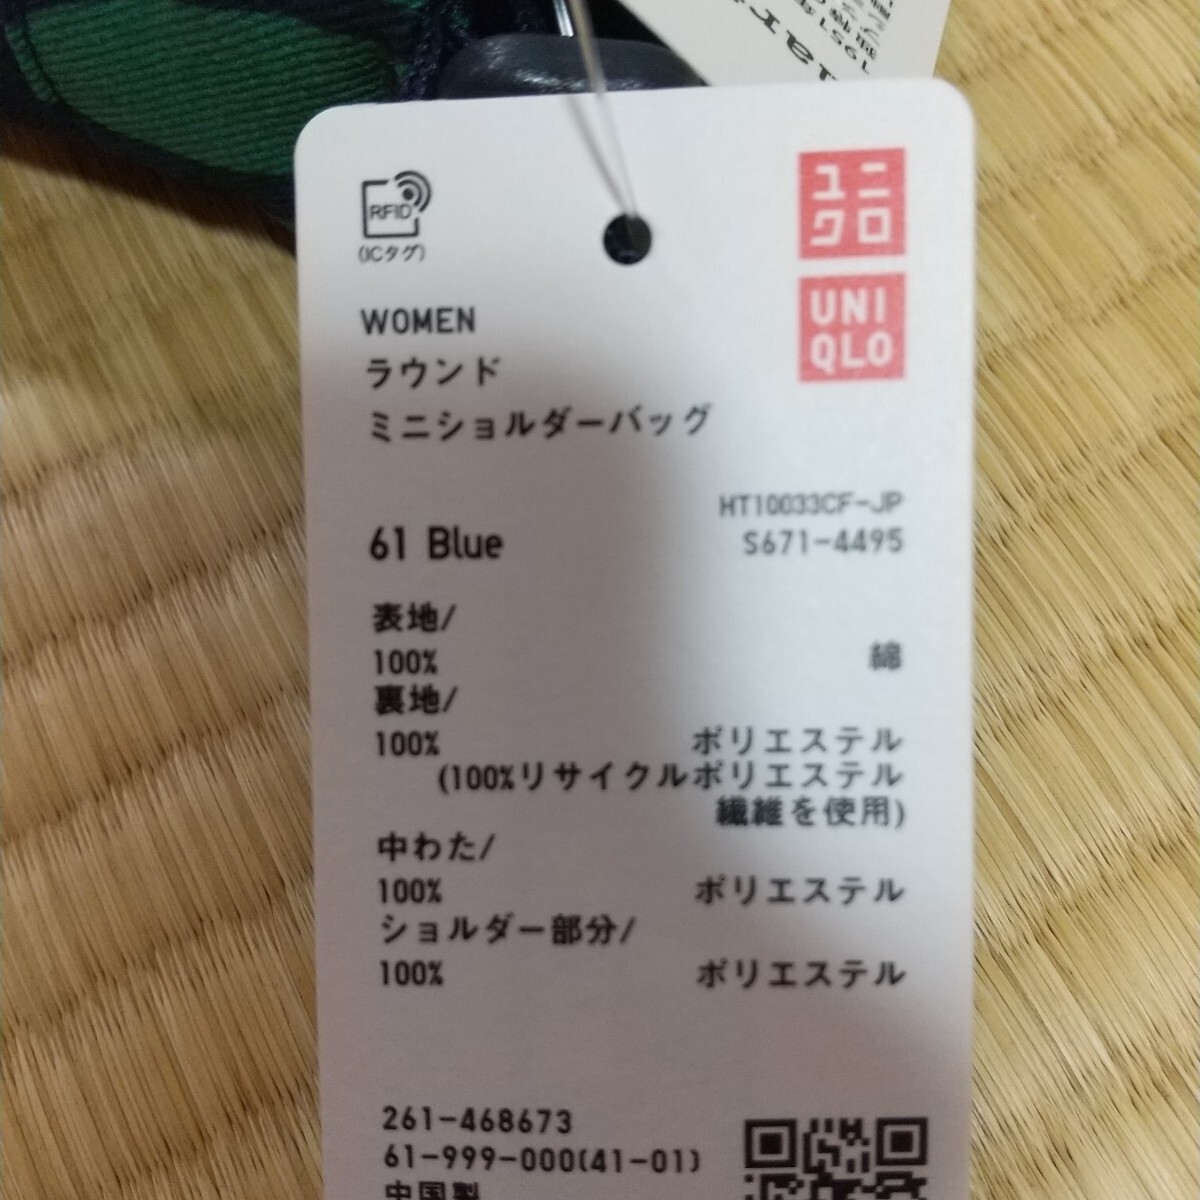 RFID
(ICタグ)
ユニ
クロ
UNI
QLO
WOMEN
ラウンド
ミニショルダーバッグ
HT10033CF-JP
61 Blue
S671-4495
表地/
100% 綿
裏地/
100% ポリエステル
(100%リサイクルポリエステル
繊維を使用)
中わた/
100% ポリエステル
ショルダー部分/
100% ポリエステル
261-468673
61-999-000(41-01)
中国製